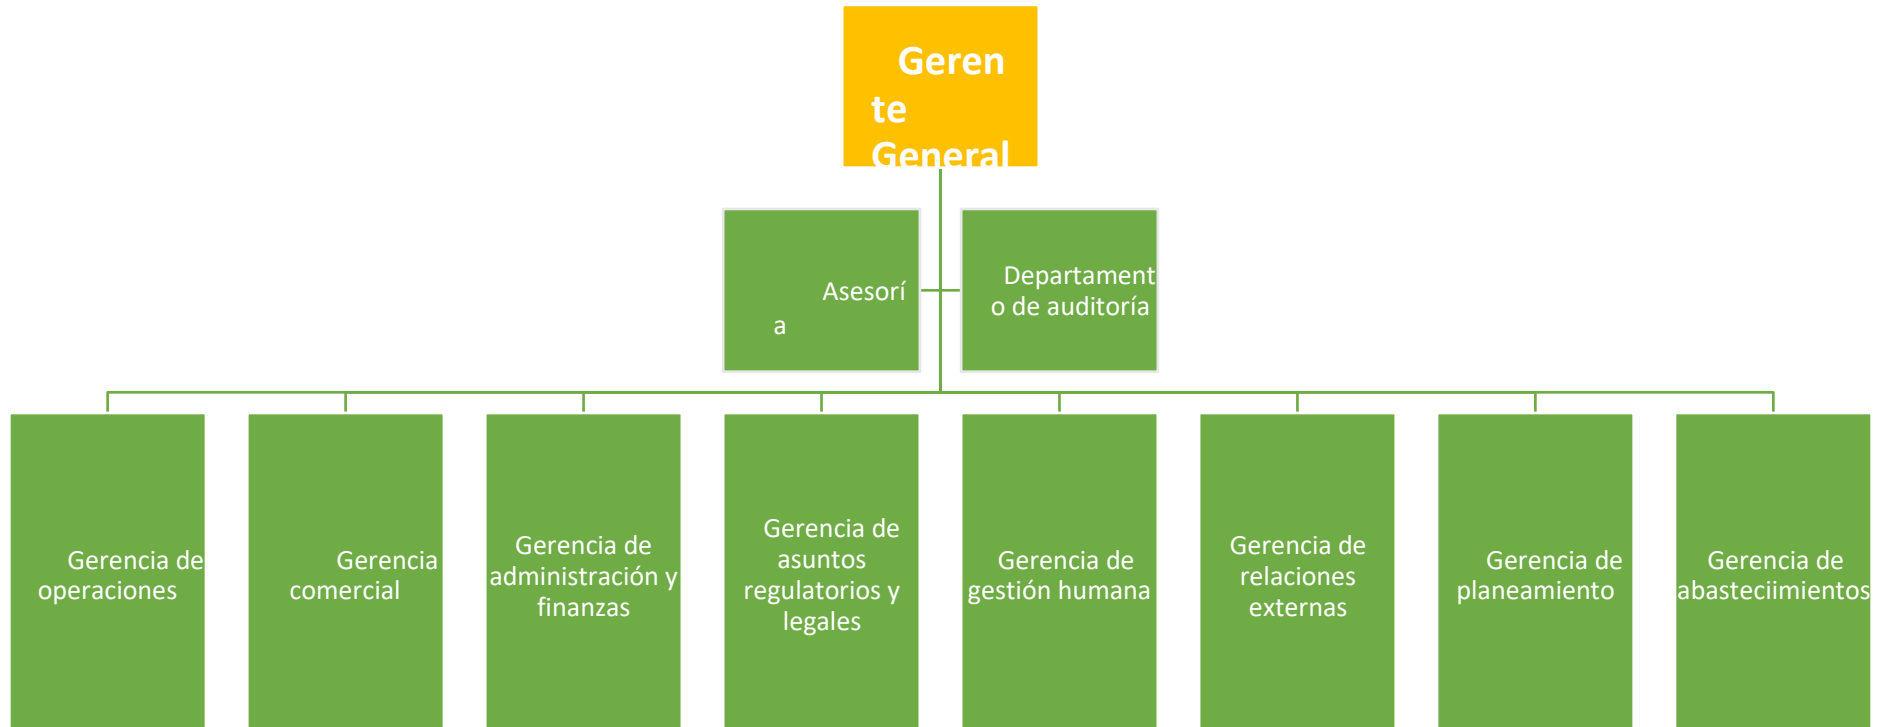 Geren
te
General
Asesorí
a
Departament
o de auditoría
Gerencia de
operaciones
Gerencia
comercial
Gerencia de
administración y
finanzas
Gerencia de
asuntos
regulatorios y
legales
Gerencia de
gestión humana
Gerencia de
relaciones
externas
Gerencia de
planeamiento
Gerencia de
abasteciimientos